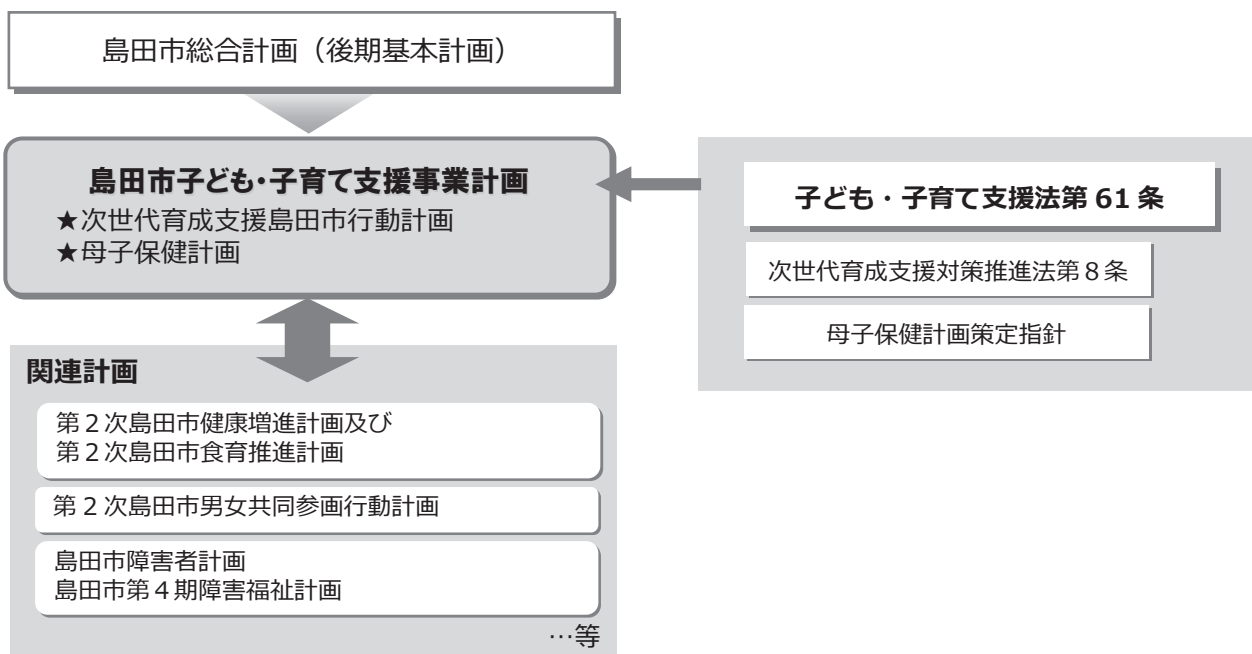 島田市総合計画（後期基本計画）
島田市子ども・子育て支援事業計画
★次世代育成支援島田市行動計画
★母子保健計画
子ども・子育て支援法第 61 条
次世代育成支援対策推進法第８条
母子保健計画策定指針
関連計画
第２次島田市健康増進計画及び
第２次島田市食育推進計画
第２次島田市男女共同参画行動計画
島田市障害者計画
島田市第４期障害福祉計画
…等